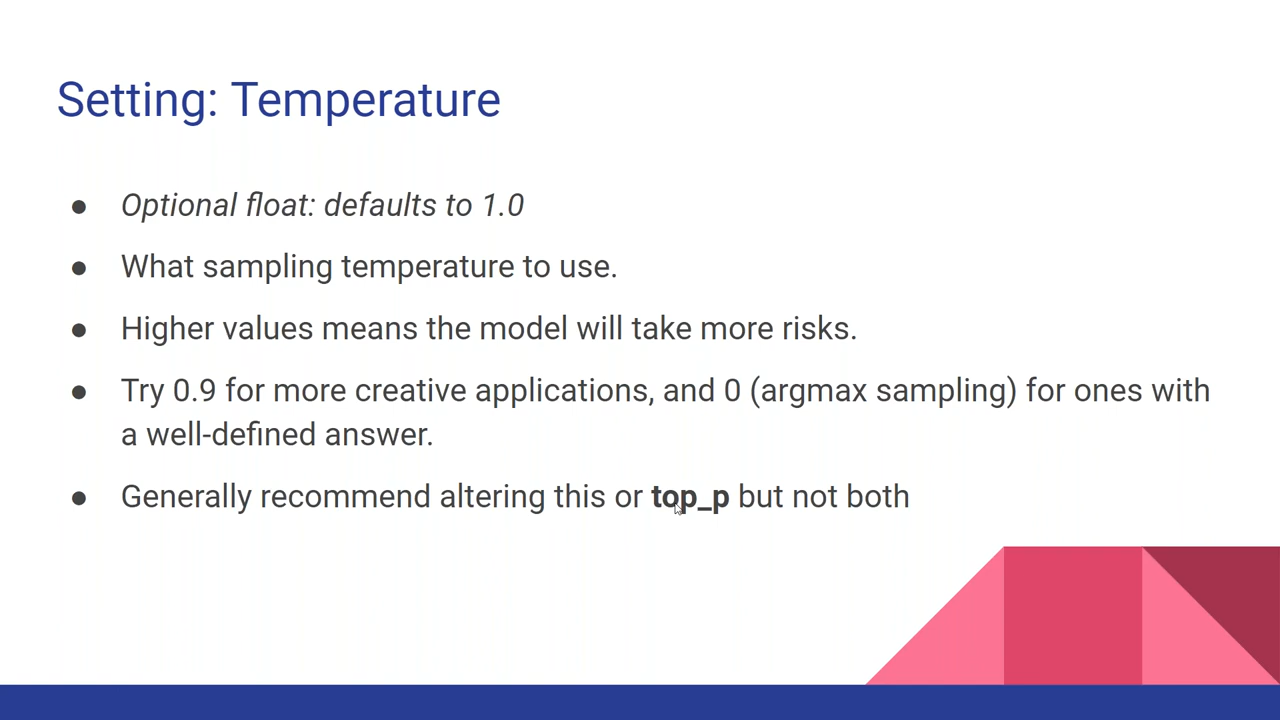 Setting: Temperature
● Optional float: defaults to 1.0
● What sampling temperature to use.
● Higher values means the model will take more risks.
● Try 0.9 for more creative applications, and 0 (argmax sampling) for ones with
a well-defined answer.
● Generally recommend altering this or top_p but not both